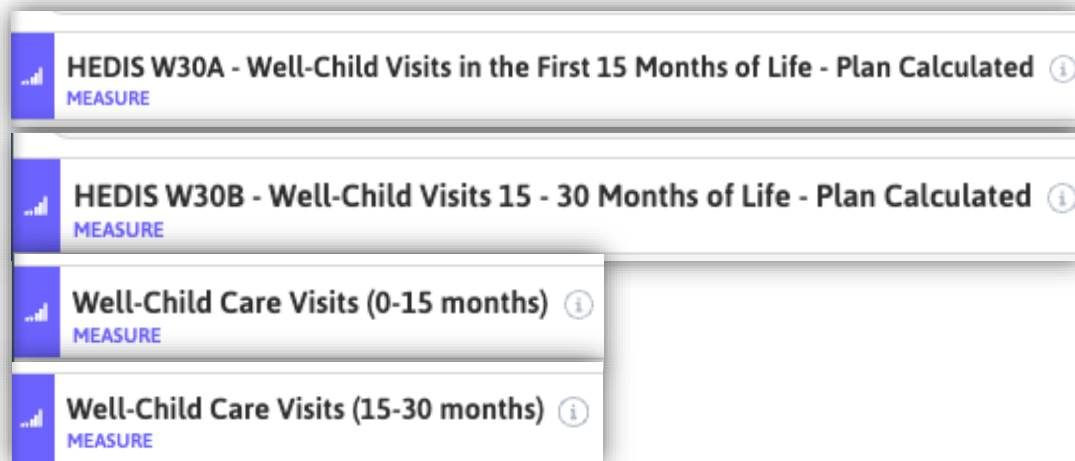 HEDIS W30A - Well-Child Visits in the First 15 Months of Life - Plan Calculated
MEASURE
HEDIS W30B - Well-Child Visits 15 - 30 Months of Life - Plan Calculated
MEASURE
Well-Child Care Visits (0-15 months)
MEASURE
Well-Child Care Visits (15-30 months)
MEASURE